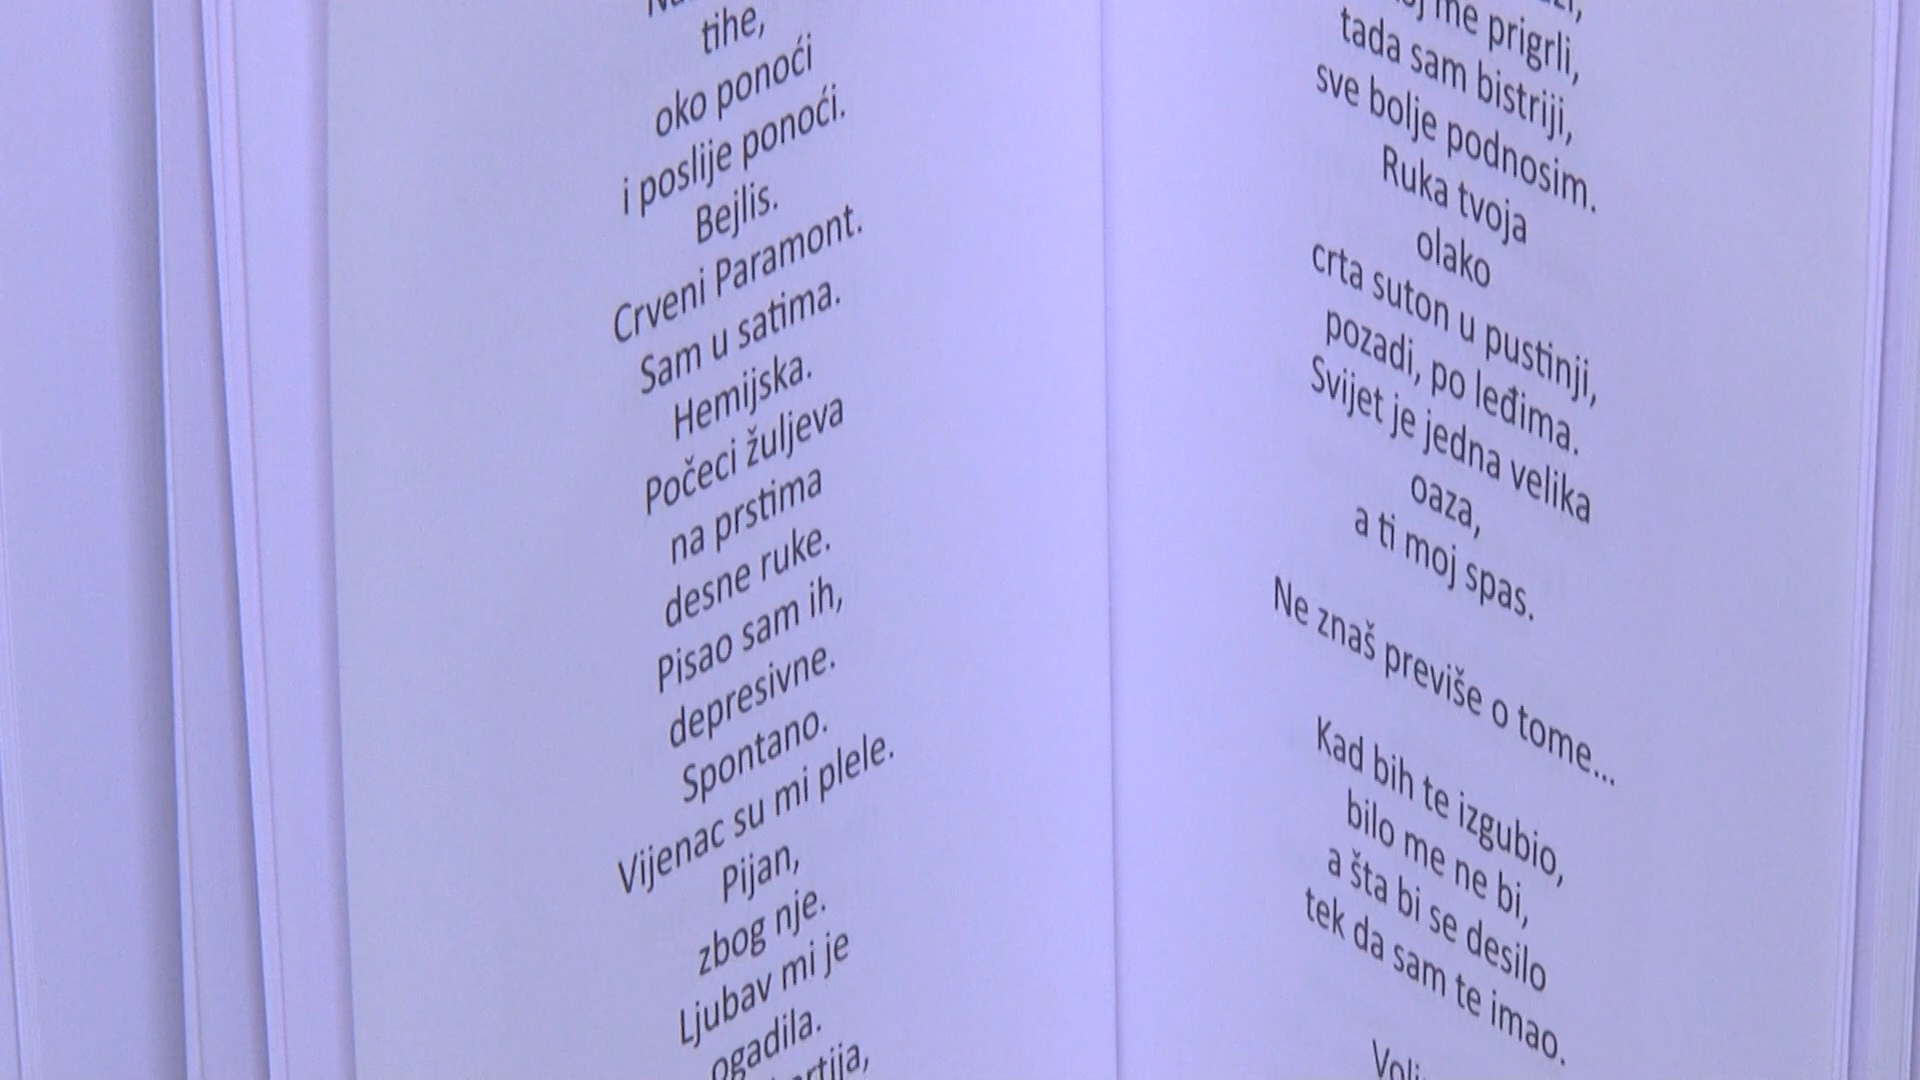 tihe,
oko ponoći
i poslije ponoći.
Bejlis.
Crveni Paramont.
Sam u satima.
Hemijska.
Počeci žuljeva
na prstima
desne ruke.
Pisao sam ih,
depresivne.
Spontano.
Vijenac su mi plele.
Pijan,
zbog nje.
Ljubav mi je
ogadila.
me prigrli,
tada sam bistriji,
sve bolje podnosim.
Ruka tvoja
olako
crta suton u pustinji,
pozadi, po leđima.
Svijet je jedna velika
oaza,
a ti moj spas.
Ne znaš previše o tome...
Kad bih te izgubio,
bilo me ne bi,
a šta bi se desilo
tek da sam te imao.